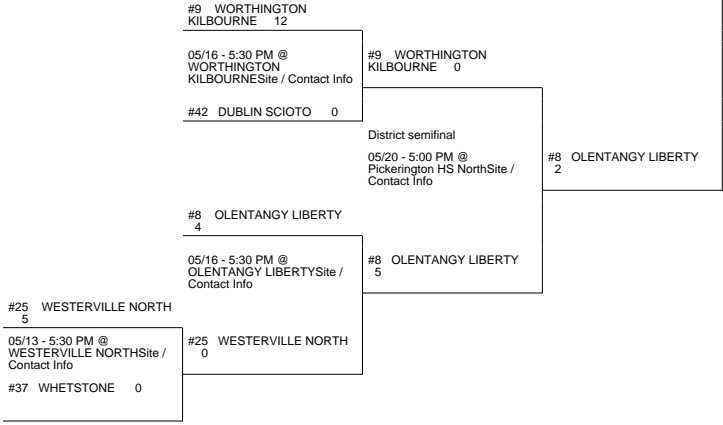 #9 WORTHINGTON
KILBOURNE 12
05/16 - 5:30 PM @
WORTHINGTON
KILBOURNESite / Contact Info
#42 DUBLIN SCIOTO 0
#9 WORTHINGTON
KILBOURNE 0
District semifinal
05/20 - 5:00 PM @
Pickerington HS NorthSite /
Contact Info
#8 OLENTANGY LIBERTY
2
#8 OLENTANGY LIBERTY
4
05/16 - 5:30 PM @
OLENTANGY LIBERTYSite /
Contact Info
#8 OLENTANGY LIBERTY
5
#25 WESTERVILLE NORTH
5
05/13 - 5:30 PM @
WESTERVILLE NORTHSite /
Contact Info
#37 WHETSTONE 0
#25 WESTERVILLE NORTH
0